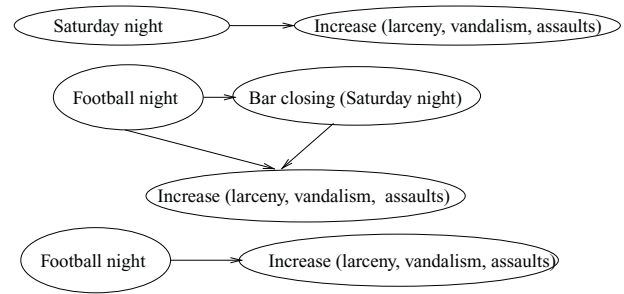 Saturday night
Increase (larceny, vandalism, assaults)
Football night
Bar closing (Saturday night)
Increase (larceny, vandalism, assaults)
Football night
Increase (larceny, vandalism, assaults)